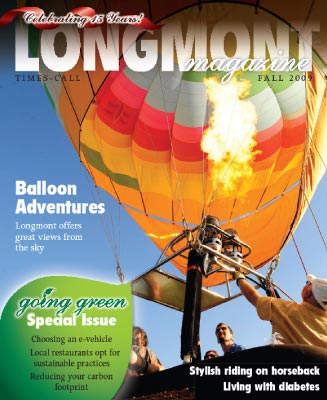 Celebrating 15 Years!
LONGMONT
magazine
TIMES-CALL
FALL 2009
Balloon
Adventures
Longmont offers
great views from
the sky
going green
Special Issue
Choosing an e-vehicle
Local restaurants opt for
sustainable practices
Reducing your carbon
footprint
Stylish riding on horseback
Living with diabetes